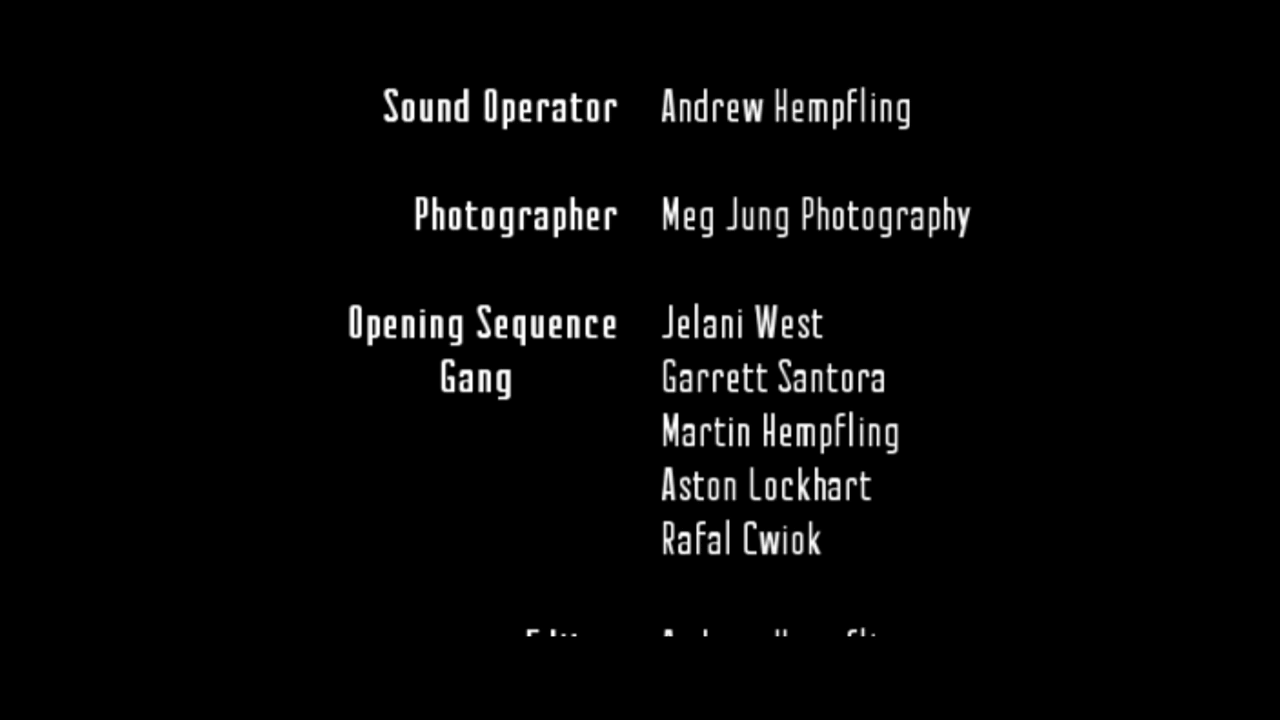 Sound Operator Andrew Hempfling
Photographer Meg Jung Photography
Opening Sequence Jelani West
Gang Garrett Santora
Martin Hempfling
Aston Lockhart
Rafal Cwiok